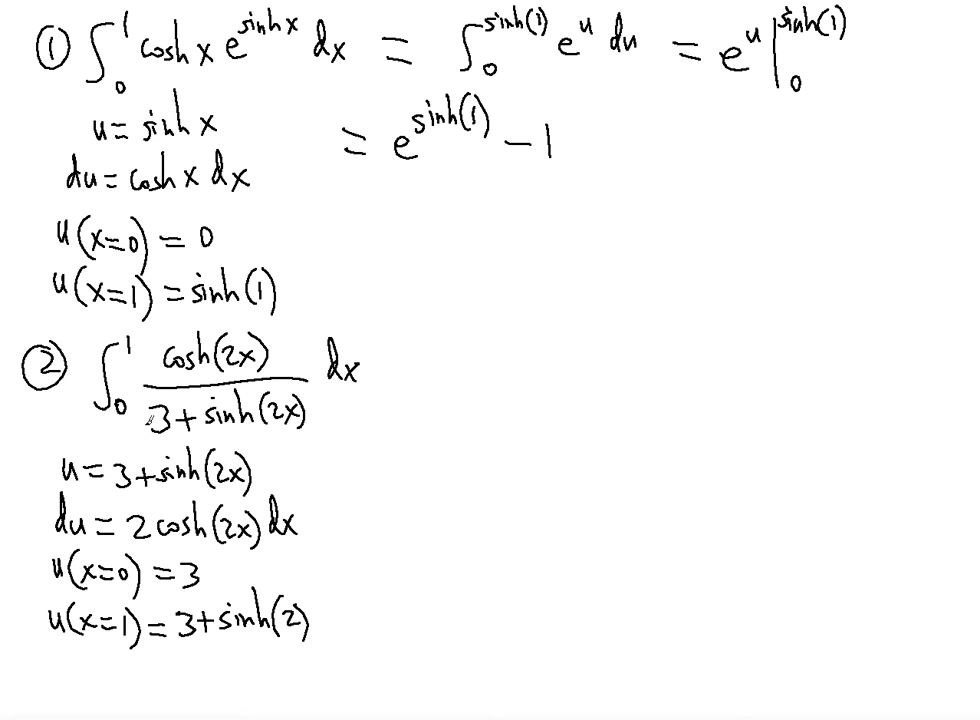 ① ∫₀¹ cosh x e^{sinh x} dx = ∫₀^{sinh(1)} e^u du = e^u |₀^{sinh(1)}
u = sinh x = e^{sinh(1)} − 1
du = cosh x dx
u(x=0) = 0
u(x=1) = sinh(1)
② ∫₀¹ cosh(2x) / 3 + sinh(2x) dx
u = 3 + sinh(2x)
du = 2 cosh(2x) dx
u(x=0) = 3
u(x=1) = 3 + sinh(2)